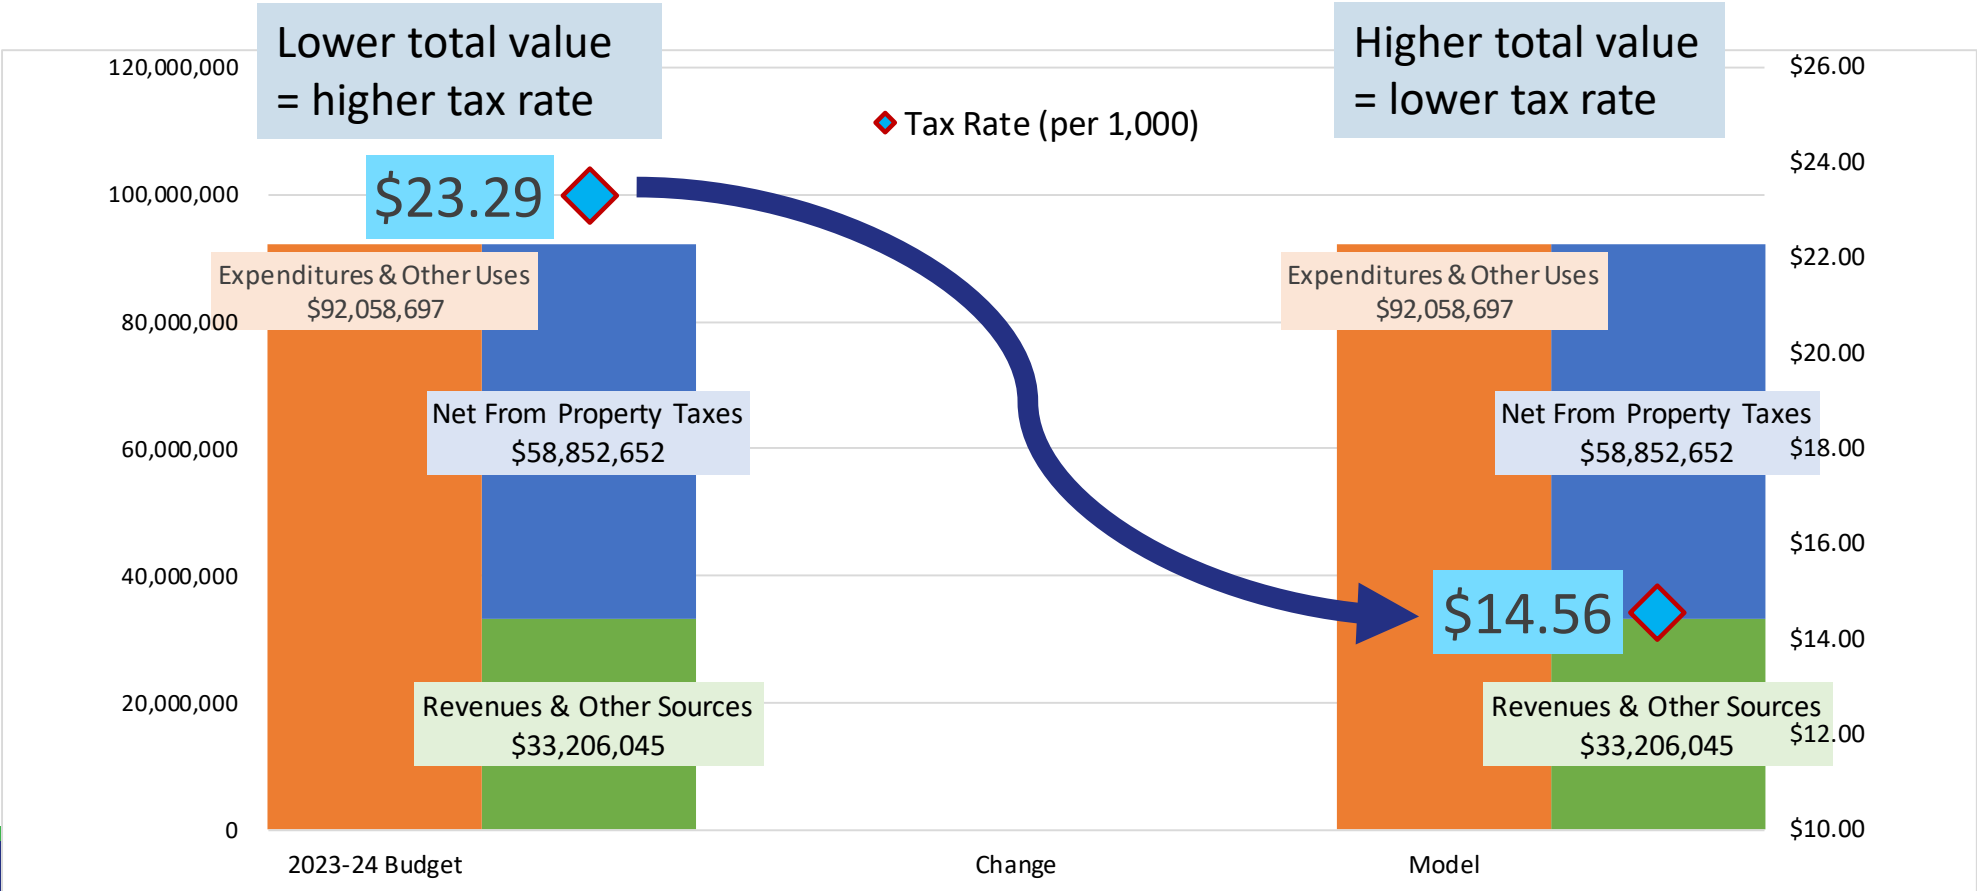 Lower total value
= higher tax rate
Higher total value
= lower tax rate
Tax Rate (per 1,000)
120,000,000
100,000,000
80,000,000
60,000,000
40,000,000
20,000,000
0
$26.00
$24.00
$22.00
$20.00
$18.00
$16.00
$14.00
$12.00
$10.00
$23.29
Expenditures & Other Uses
$92,058,697
Net From Property Taxes
$58,852,652
Revenues & Other Sources
$33,206,045
Expenditures & Other Uses
$92,058,697
Net From Property Taxes
$58,852,652
$14.56
Revenues & Other Sources
$33,206,045
2023-24 Budget
Change
Model